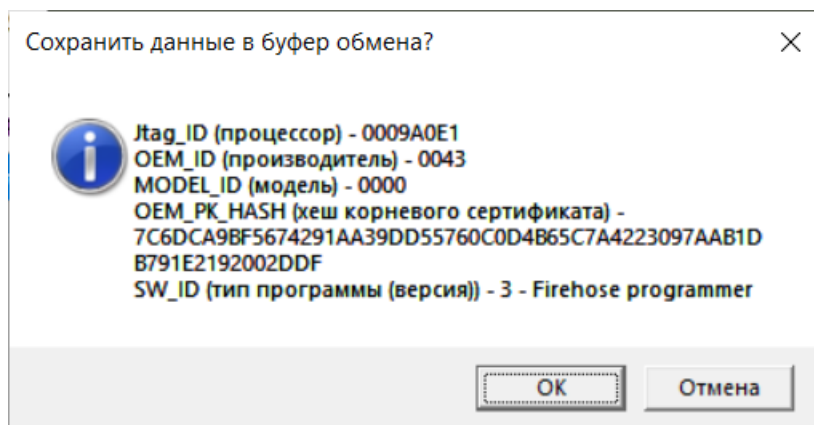 Сохранить данные в буфер обмена?
Jtag_ID (процессор) - 0009A0E1
OEM_ID (производитель) - 0043
MODEL_ID (модель) - 0000
OEM_PK_HASH (хеш корневого сертификата) -
7C6DCA9BF5674291AA39DD55760C0D4B65C7A4223097AAB1D
B791E2192002DDF
SW_ID (тип программы (версия)) - 3 - Firehose programmer
OK
Отмена